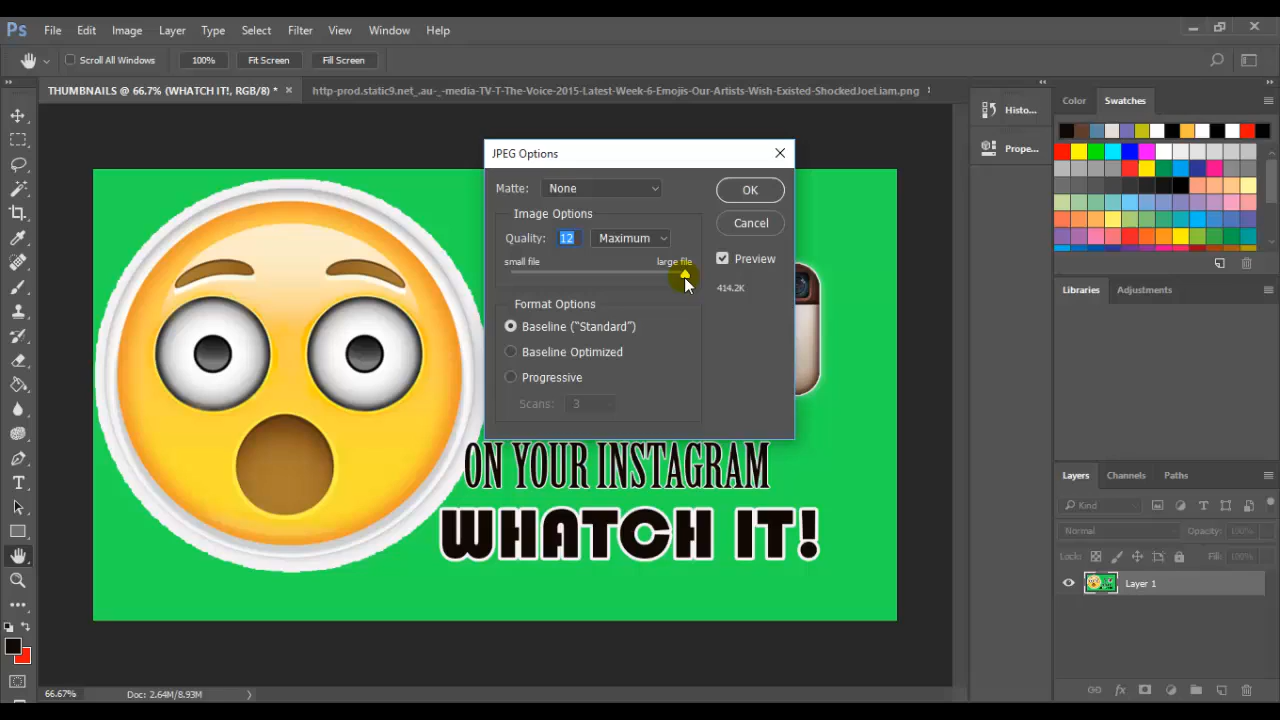 Ps File Edit Image Layer Type Select Filter View Window Help
Scroll All Windows 100% Fit Screen Fill Screen
THUMBNAILS @ 66.7% (WHATCH IT!, RGB/8) * × http-prod.static9.net_.au-_-media-TV-T-The-Voice-2015-Latest-Week-6-Emojis-Our-Artists-Wish-Existed-ShockedJoeLiam.png
Histo...
Prope...
Color Swatches
JPEG Options
Matte: None
OK
Image Options
Cancel
Quality: 12 Maximum
small file large file
Preview
414.2K
Format Options
Baseline ("Standard")
Baseline Optimized
Progressive
Scans: 3
ON YOUR INSTAGRAM
WHATCH IT!
Libraries Adjustments
Layers Channels Paths
Kind
Normal Opacity: 100%
Lock: Fill: 100%
Layer 1
66.67% Doc: 2.64M/8.93M